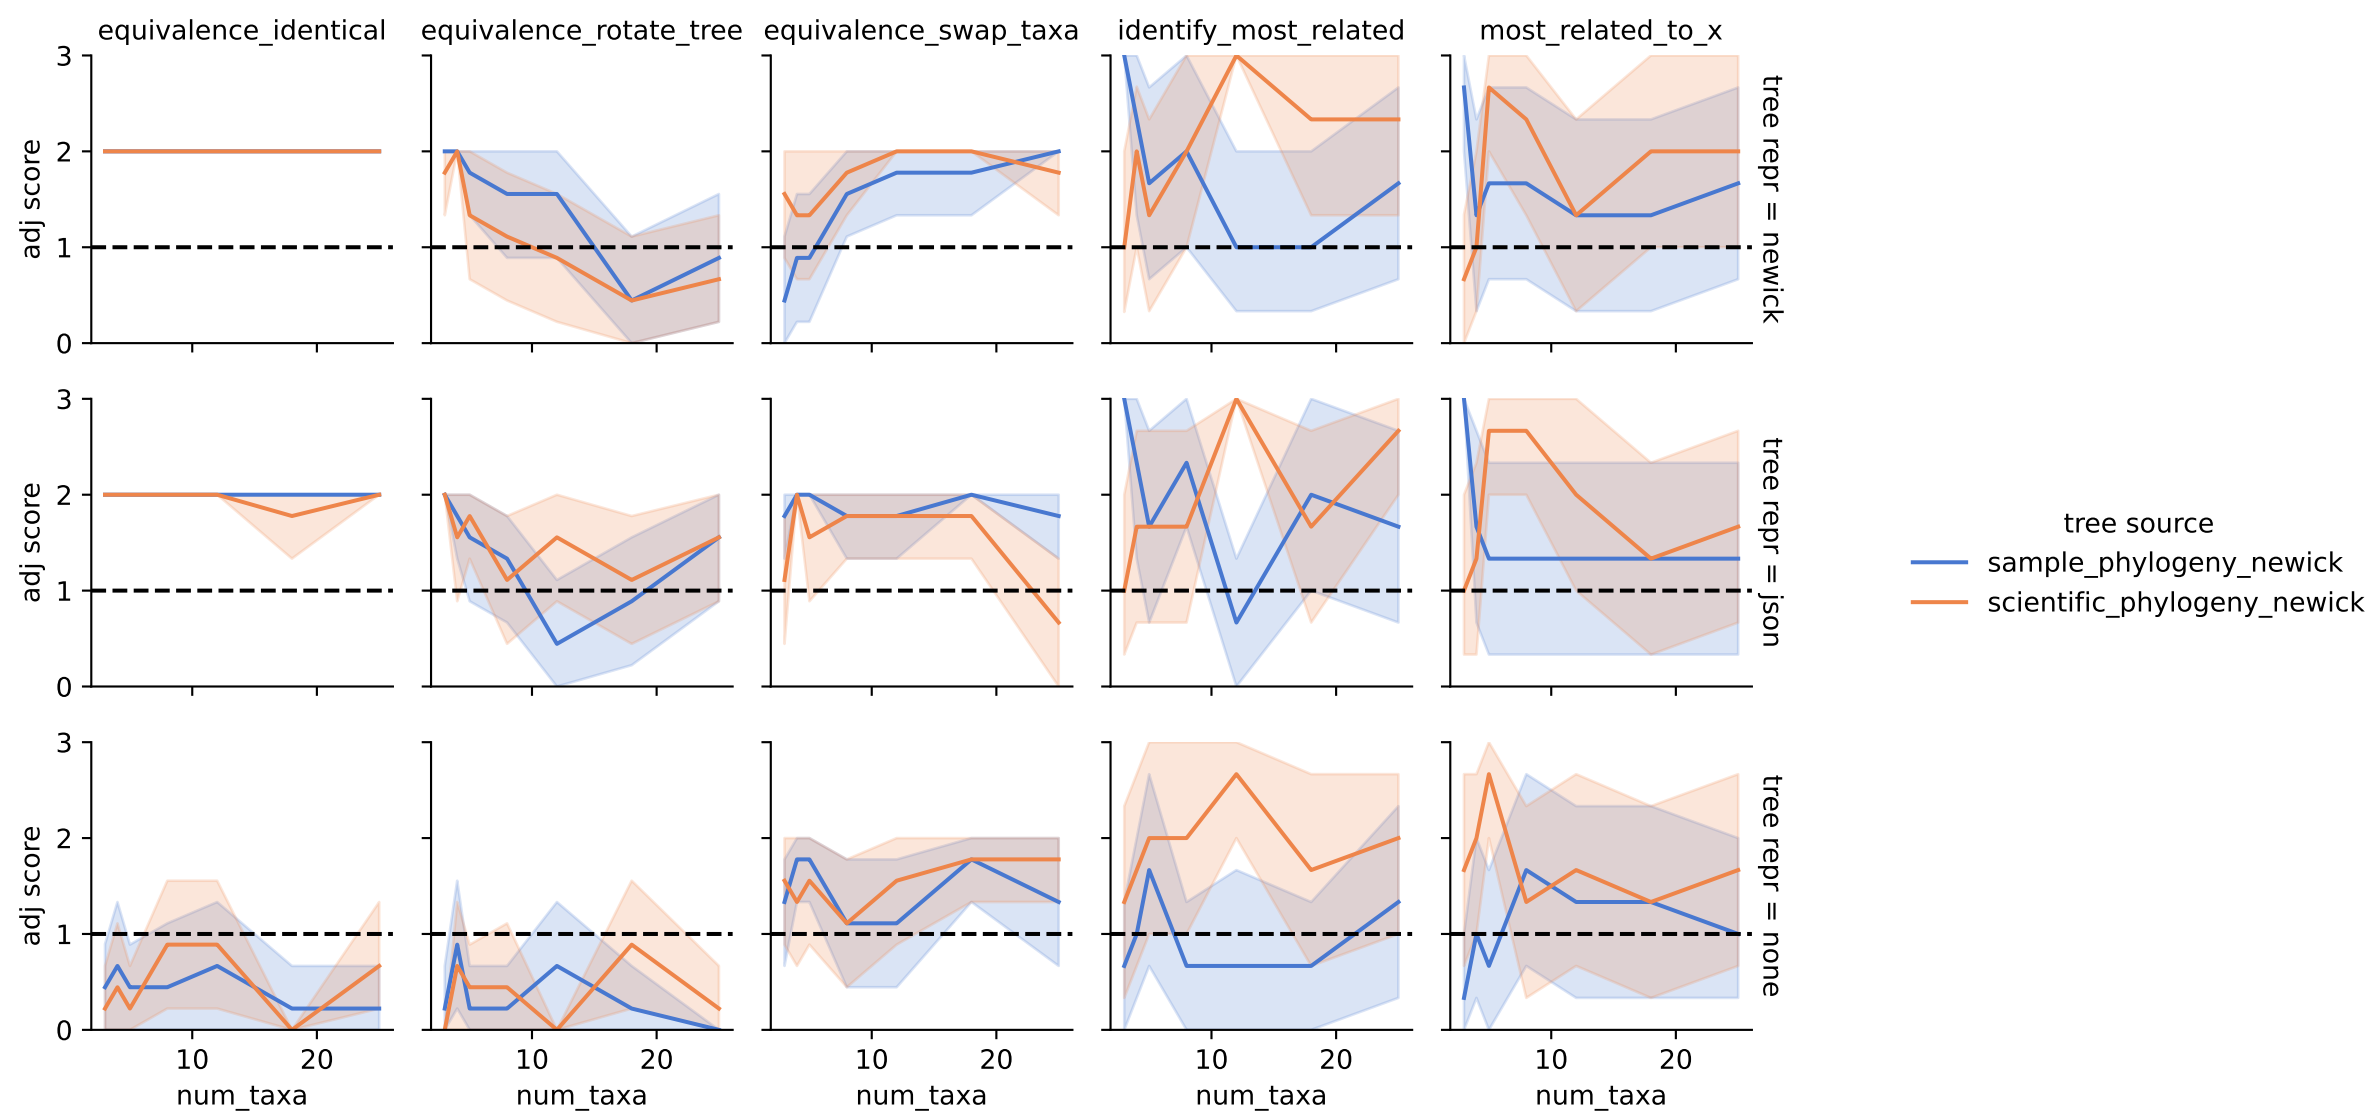 equivalence_identical
equivalence_rotate_tree
equivalence_swap_taxa
identify_most_related
most_related_to_x
3
2
1
0
adj score
tree repr = newick
3
2
1
0
adj score
tree repr = json
3
2
1
0
adj score
tree repr = none
10 20
10 20
10 20
10 20
10 20
num_taxa
num_taxa
num_taxa
num_taxa
num_taxa
tree source
sample_phylogeny_newick
scientific_phylogeny_newick